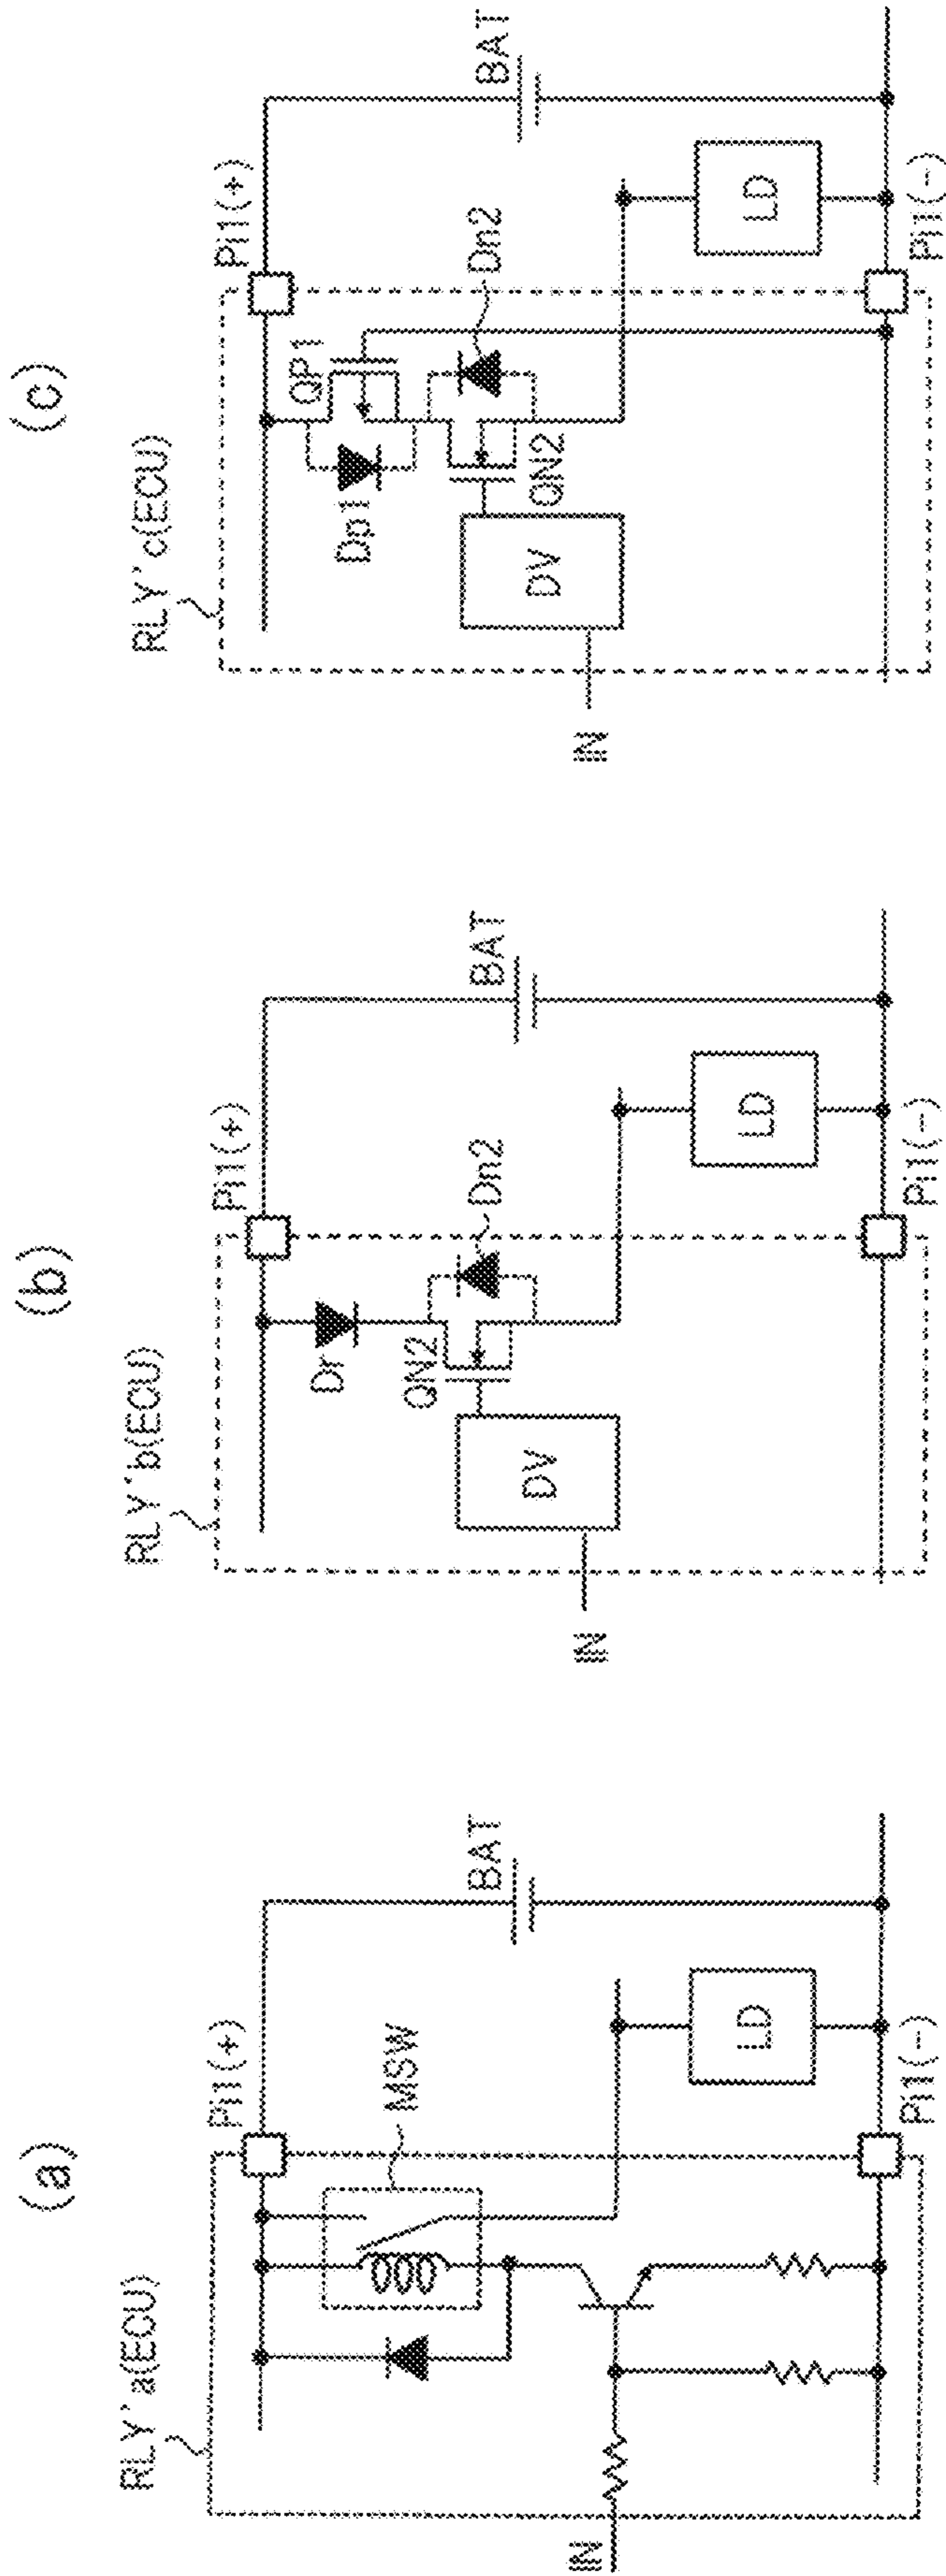 (a)
RLY'a(ECU)
Pi1(+)
MSW
BAT
LD
IN
Pi1(-)
(b)
RLY'b(ECU)
Pi1(+)
Dr
Dn2
QN2
BAT
DV
LD
IN
Pi1(-)
(c)
RLY'c(ECU)
Pi1(+)
QP1
Dp1
Dn2
QN2
BAT
DV
LD
IN
Pi1(-)